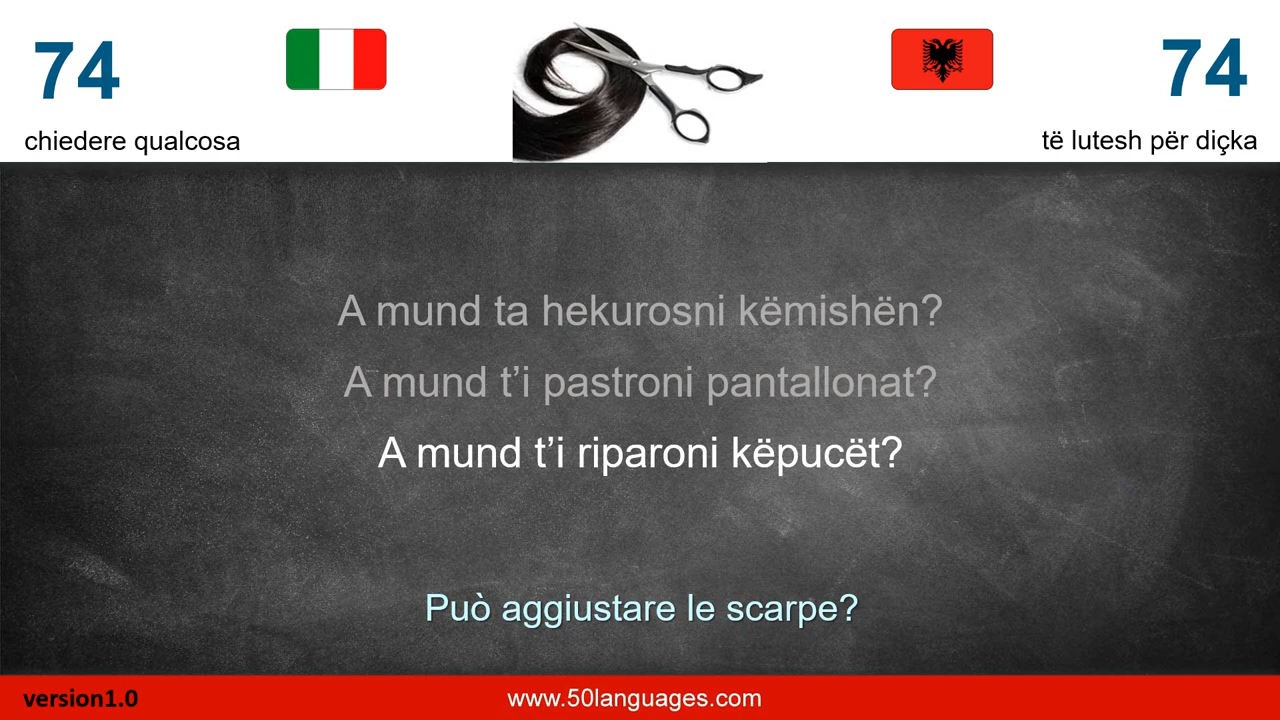 74
74
chiedere qualcosa
të lutesh për diçka
A mund ta hekurosni këmishën?
A mund t’i pastroni pantallonat?
A mund t’i riparoni këpucët?
Può aggiustare le scarpe?
version1.0
www.50languages.com